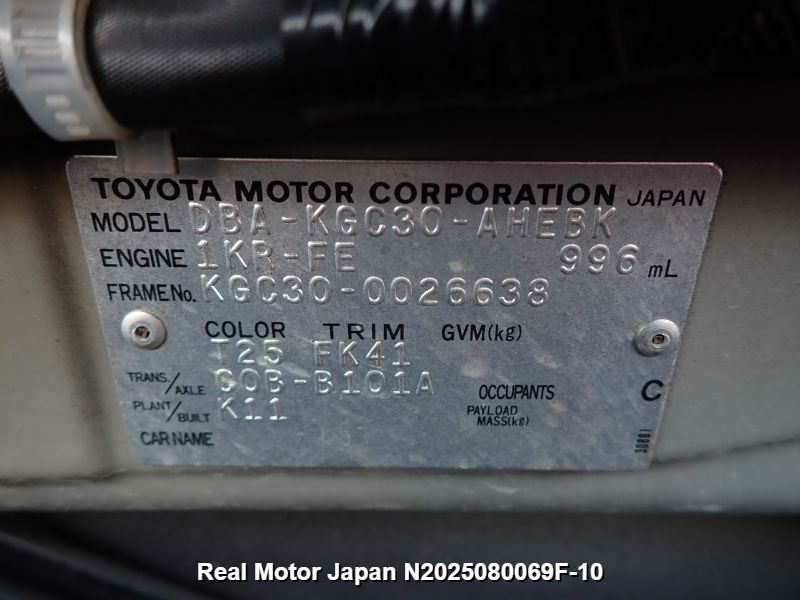 TOYOTA MOTOR CORPORATION JAPAN
MODEL DBA-KGC30-AHEBK
ENGINE 1KR-FE 996 mL
FRAME No. KGC30-0026638
COLOR TRIM GVM(kg)
T25 FK41
TRANS./AXLE C0B-B101A OCCUPANTS C
PLANT/BUILT K11 PAYLOAD MASS(kg)
CAR NAME
Real Motor Japan N2025080069F-10